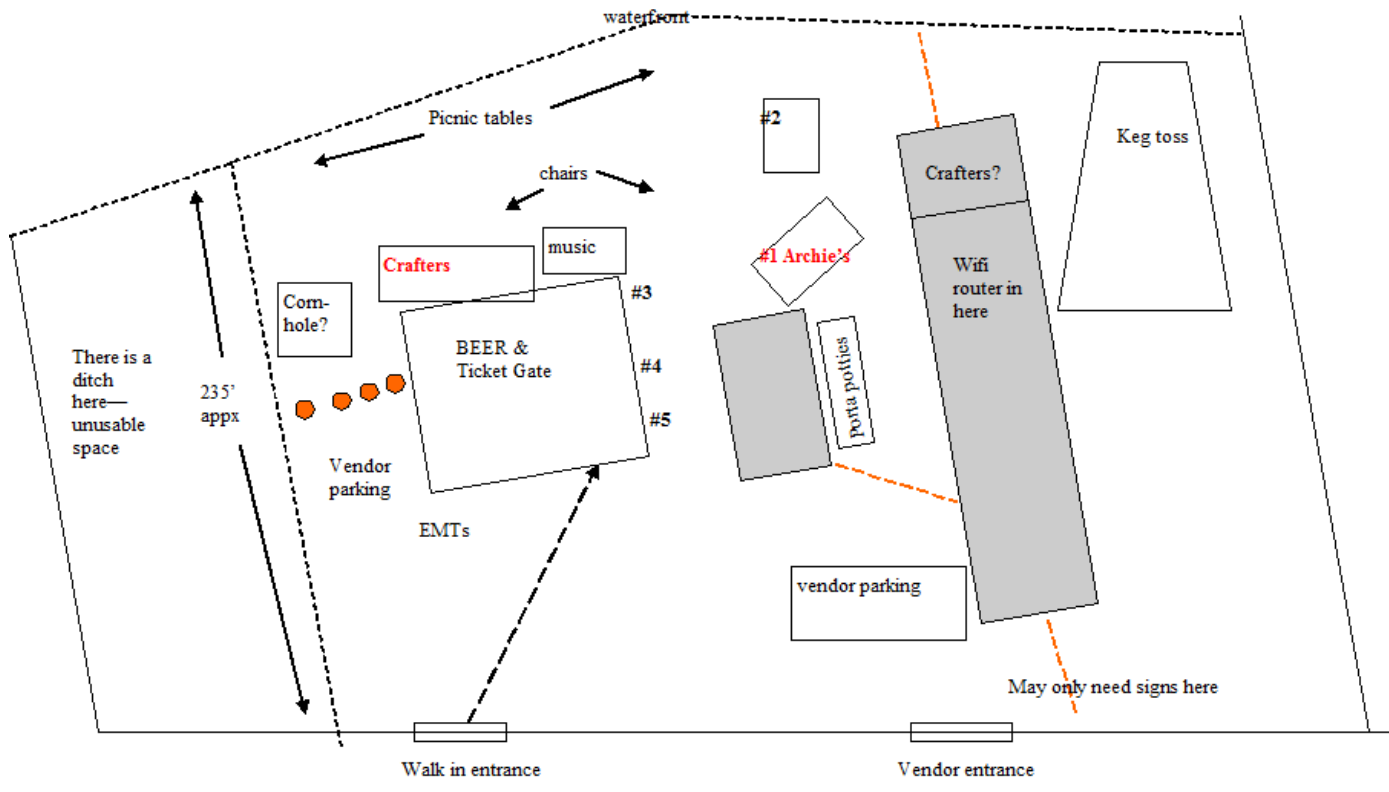 waterfront
Picnic tables
#2
Keg toss
chairs
Crafters?
music
#1 Archie's
Crafters
Wifi
router in
here
Corn-
hole?
#3
BEER &
Ticket Gate
#4
#5
There is a
ditch
here—
unusable
space
235'
appx
Porta potties
Vendor
parking
EMTs
vendor parking
May only need signs here
Walk in entrance
Vendor entrance